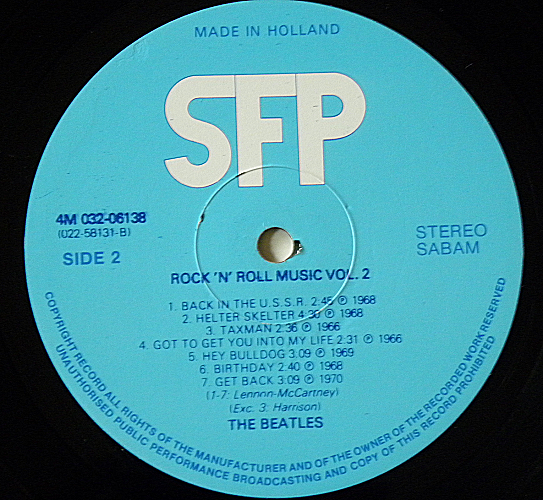 MADE IN HOLLAND
SFP
4M 032-06138
(022-58131-B)
SIDE 2
STEREO
SABAM
ROCK 'N' ROLL MUSIC VOL. 2
1. BACK IN THE U.S.S.R. 2:45 ℗ 1968
2. HELTER SKELTER 4:30 ℗ 1968
3. TAXMAN 2:36 ℗ 1966
4. GOT TO GET YOU INTO MY LIFE 2:31 ℗ 1966
5. HEY BULLDOG 3:09 ℗ 1969
6. BIRTHDAY 2:40 ℗ 1968
7. GET BACK 3:09 ℗ 1970
(1-7: Lennon-McCartney)
(Exc. 3: Harrison)
THE BEATLES
COPYRIGHT RECORD ALL RIGHTS OF THE MANUFACTURER AND OF THE OWNER OF THE RECORDED WORK RESERVED
UNAUTHORISED PUBLIC PERFORMANCE BROADCASTING AND COPY OF THIS RECORD PROHIBITED